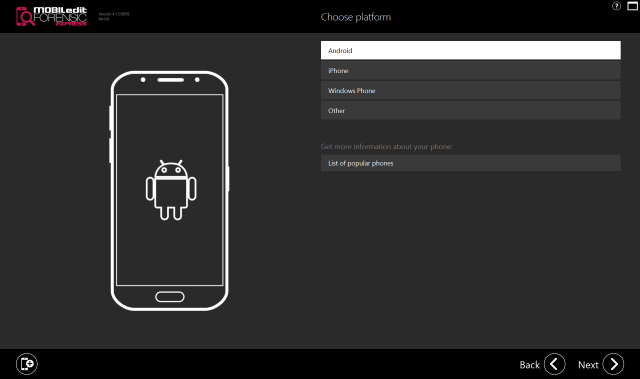 MOBILedit
FORENSIC
EXPRESS
Choose platform
Android
iPhone
Windows Phone
Other
Get more information about your phone:
List of popular phones
Back
Next